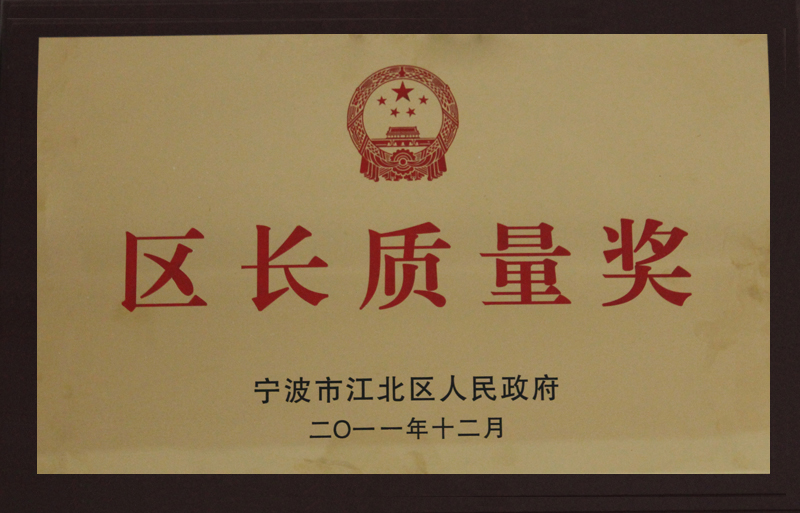 区长质量奖
宁波市江北区人民政府
二〇一一年十二月